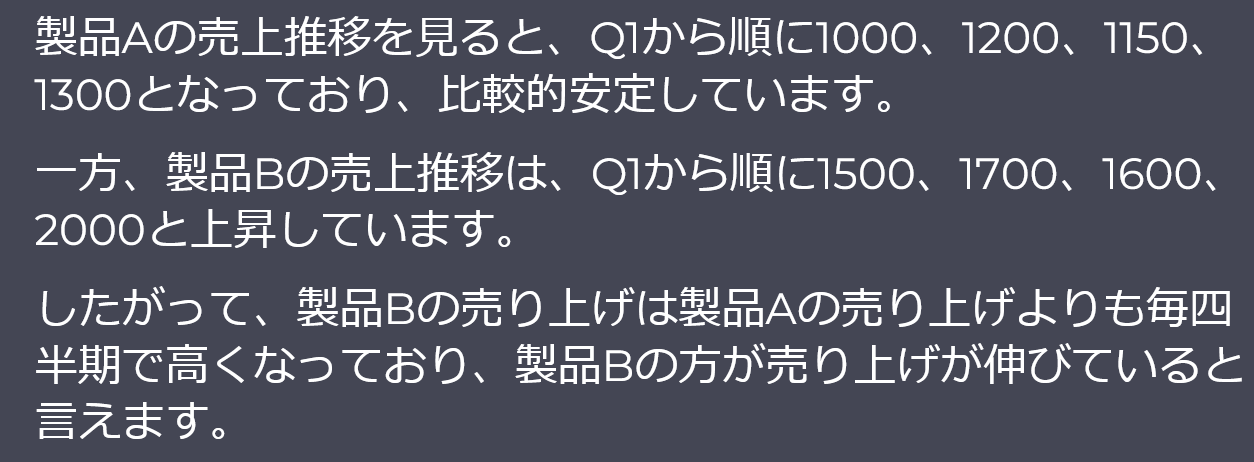 製品Aの売上推移を見ると、Q1から順に1000、1200、1150、
1300となっており、比較的安定しています。
一方、製品Bの売上推移は、Q1から順に1500、1700、1600、
2000と上昇しています。
したがって、製品Bの売り上げは製品Aの売り上げよりも毎四
半期で高くなっており、製品Bの方が売り上げが伸びていると
言えます。